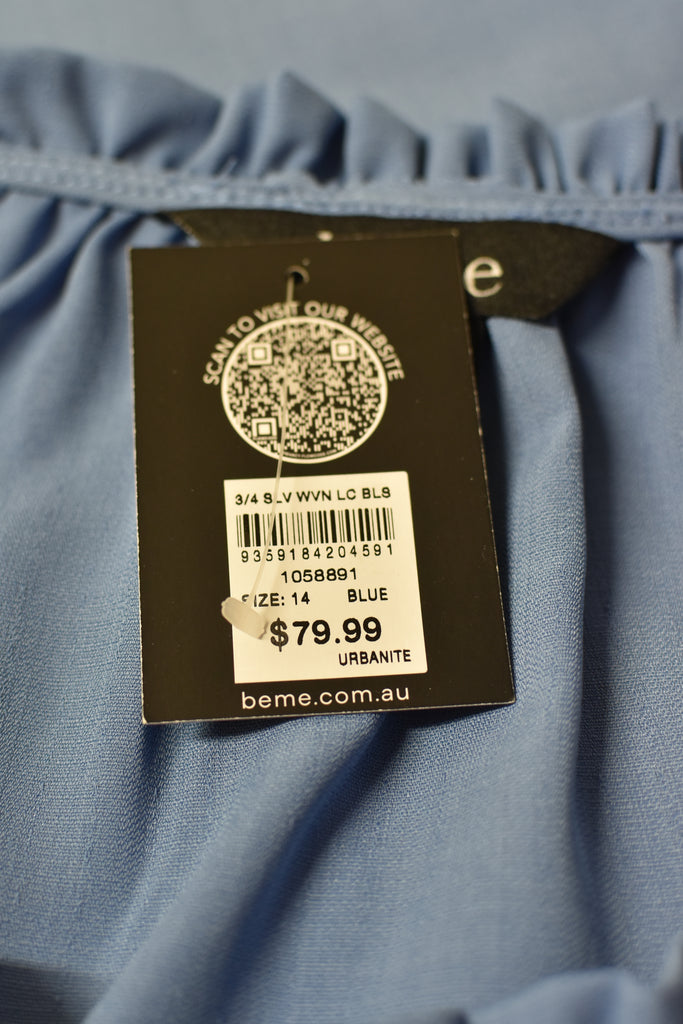 e
SCAN TO VISIT OUR WEBSITE
3/4 SLV WVN LC BLS
9359184204591
1058891
SIZE: 14 BLUE
$79.99
URBANITE
beme.com.au